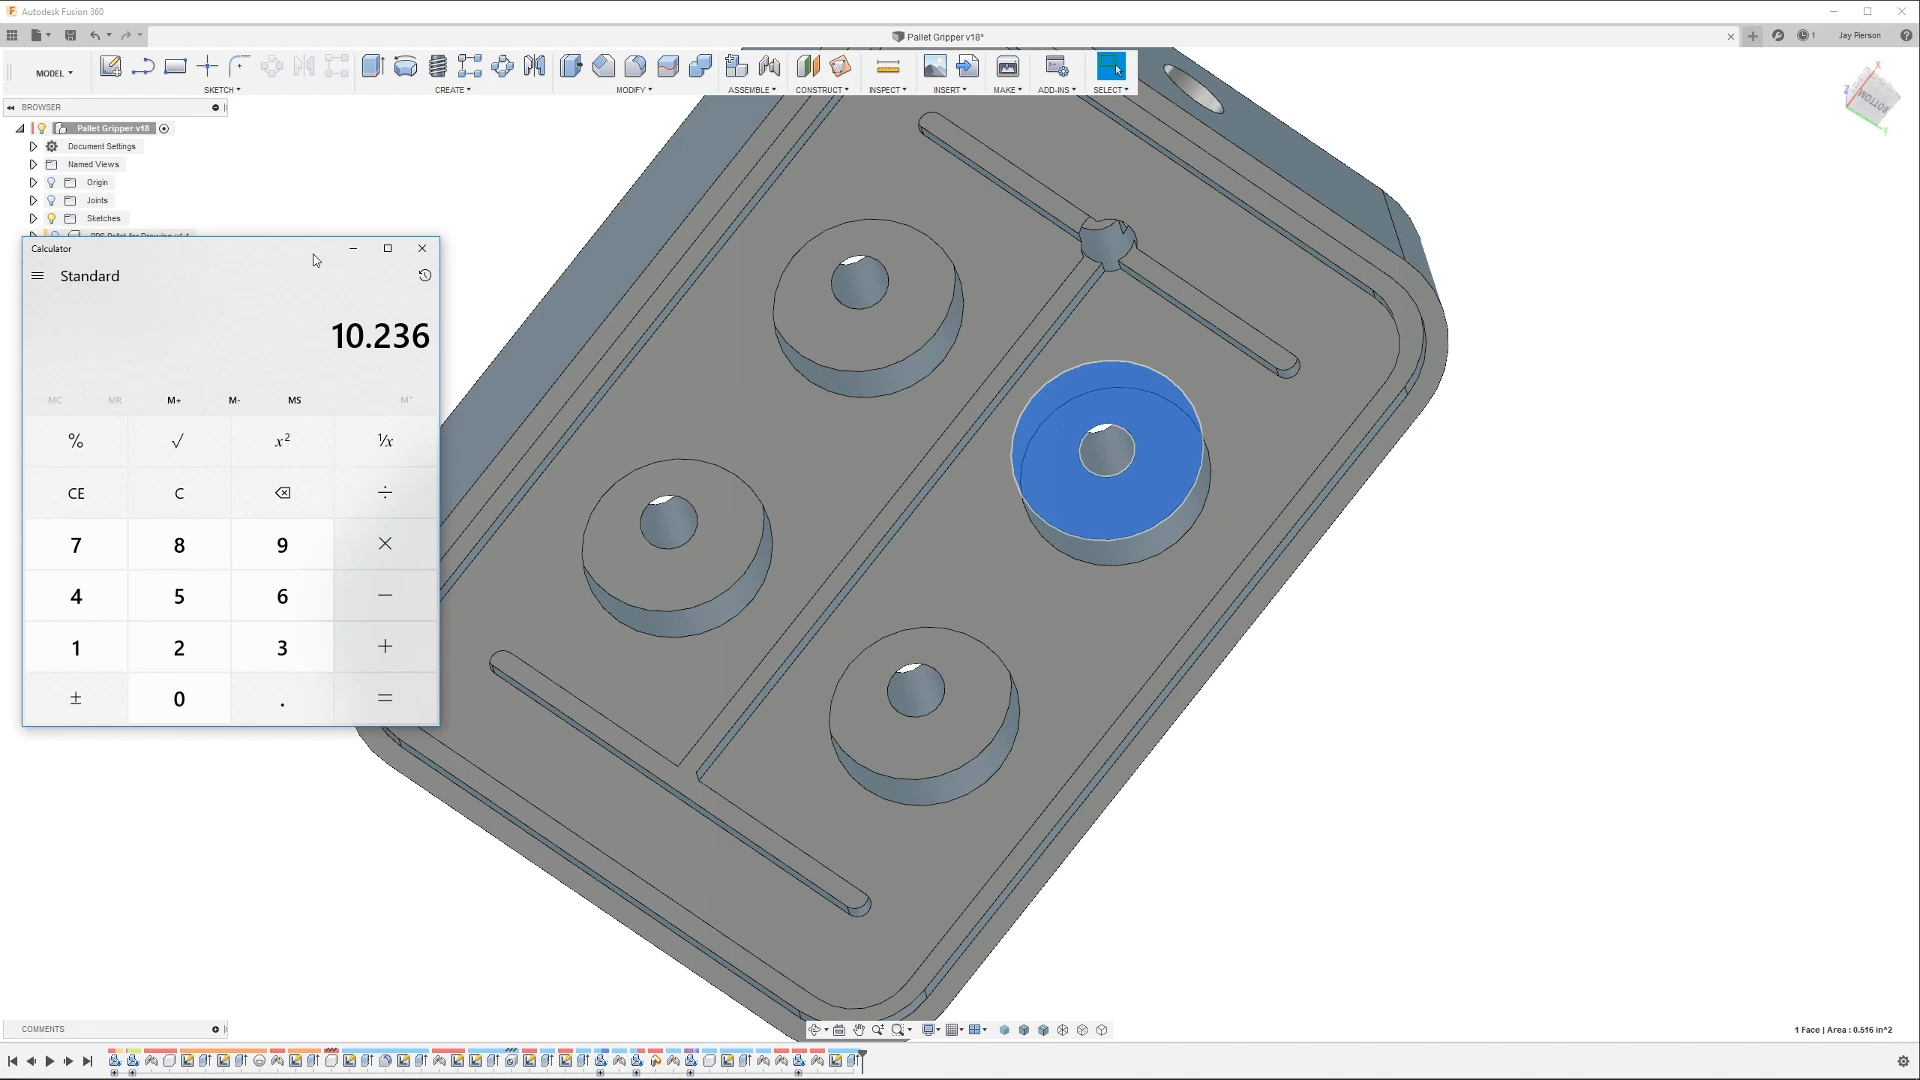 Autodesk Fusion 360
Pallet Gripper v18*
1
Jay Pierson
MODEL
SKETCH
CREATE
MODIFY
ASSEMBLE
CONSTRUCT
INSPECT
INSERT
MAKE
ADD-INS
SELECT
BROWSER
Pallet Gripper v18
Document Settings
Named Views
Origin
Joints
Sketches
BOTTOM
X
Y
Z
Calculator
Standard
10.236
MC MR M+ M- MS M˅
% √ x² ¹/x
CE C ÷
7 8 9 ×
4 5 6 −
1 2 3 +
± 0 . =
COMMENTS
1 Face | Area : 0.516 in^2